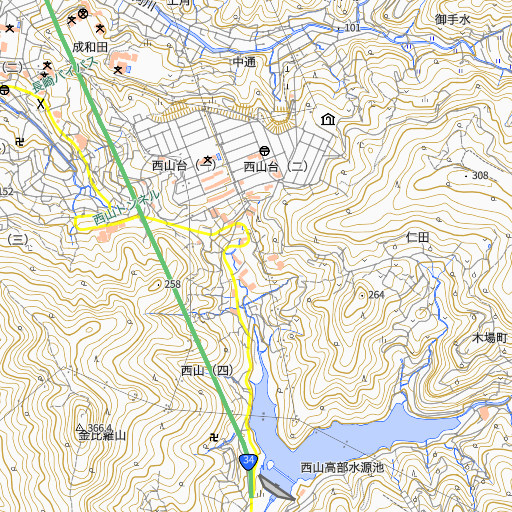 立月
川
101
御手水
成和田
中通
(二)
長崎バイパス
西山台(一)
西山台(二)
308
152
西山トンネル
(三)
仁田
258
264
木場町
西山(四)
366.4
金比羅山
34
西山高部水源池